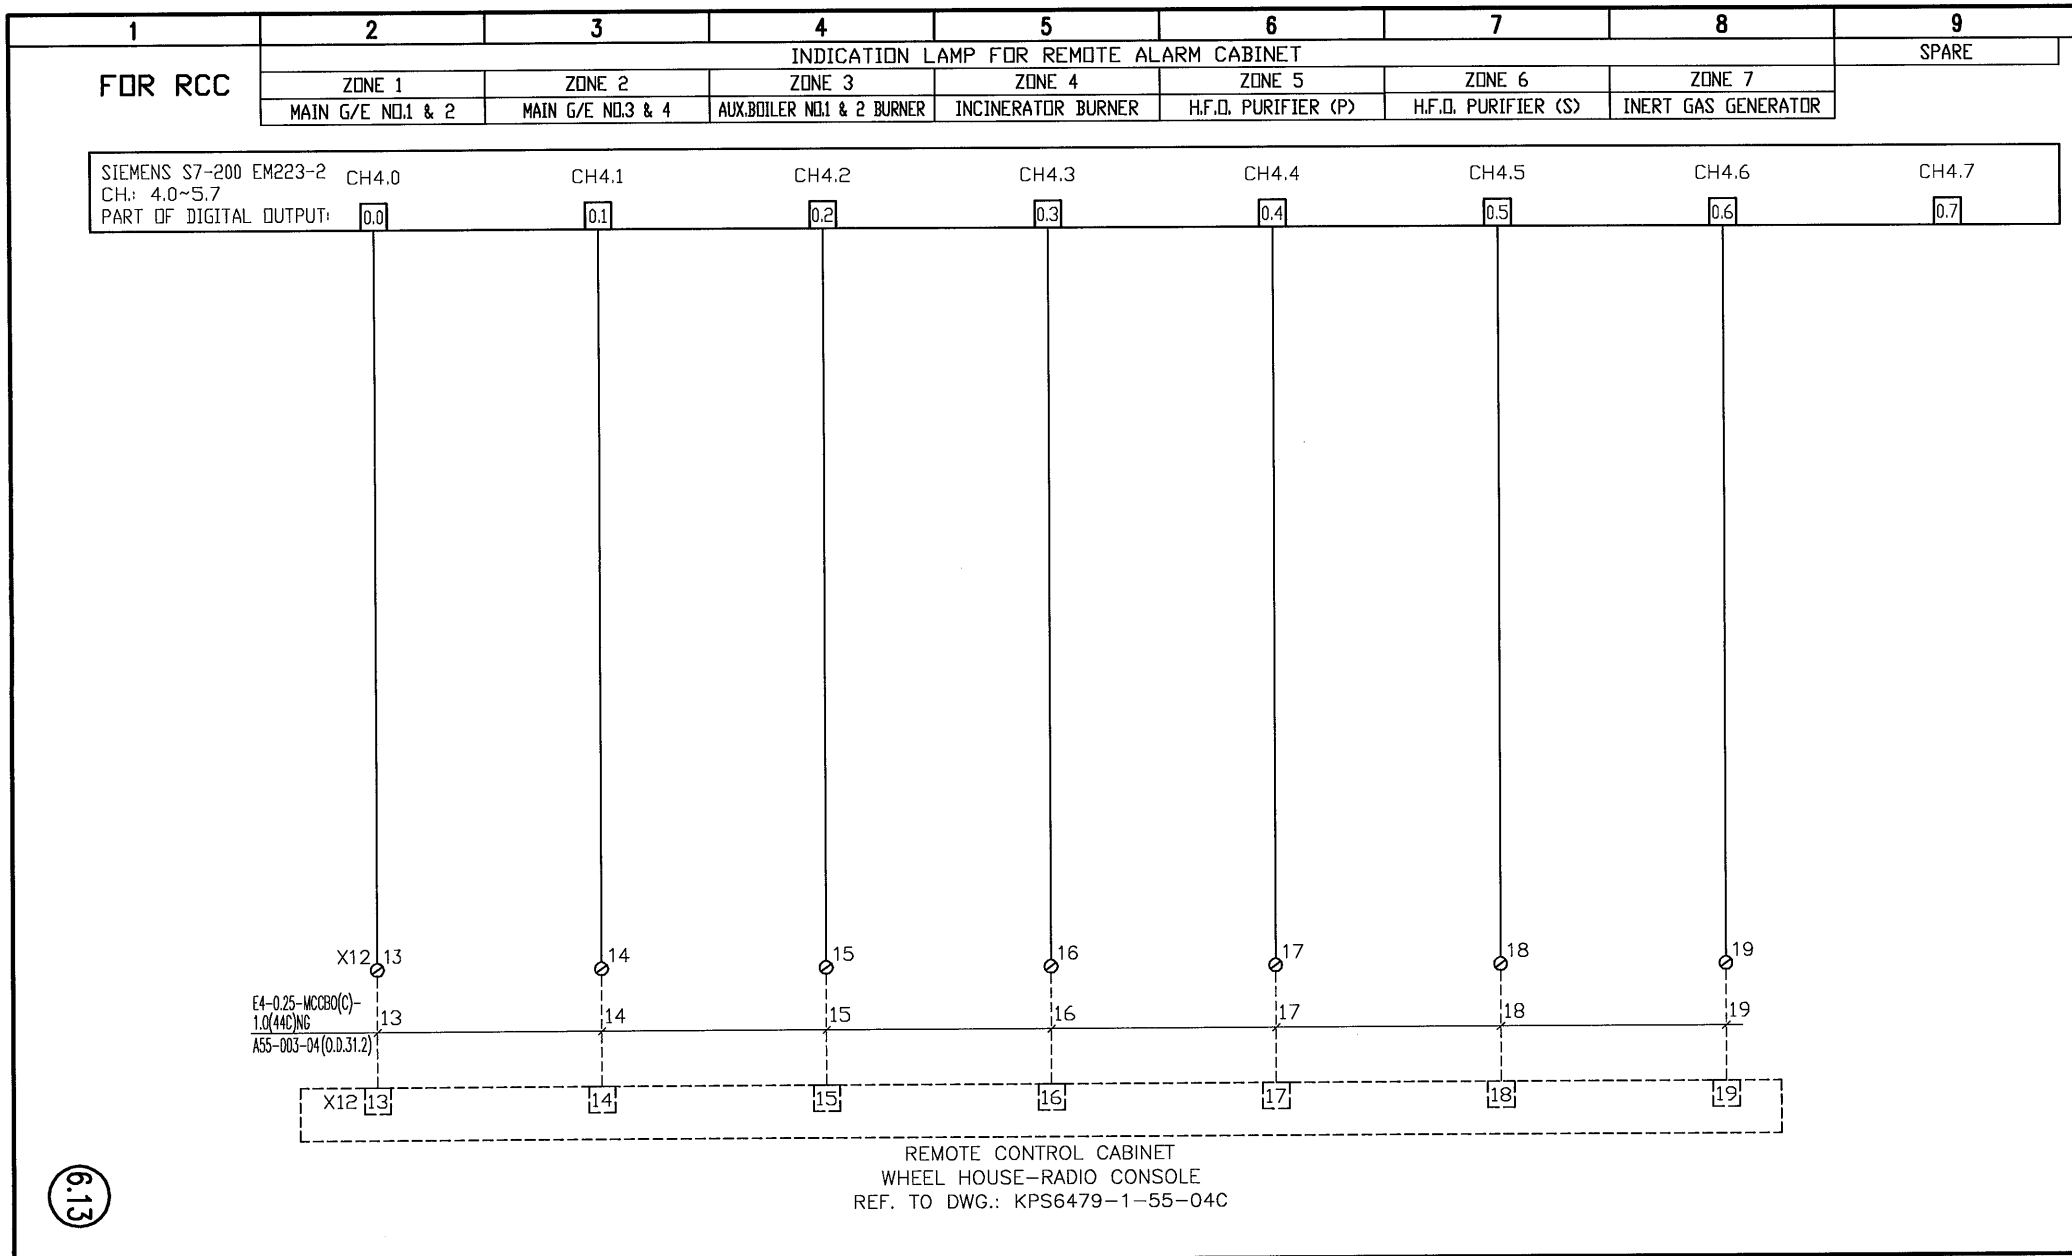 1 2 3 4 5 6 7 8 9
INDICATION LAMP FOR REMOTE ALARM CABINET SPARE
FOR RCC
ZONE 1 ZONE 2 ZONE 3 ZONE 4 ZONE 5 ZONE 6 ZONE 7
MAIN G/E NO.1 & 2 MAIN G/E NO.3 & 4 AUX.BOILER NO.1 & 2 BURNER INCINERATOR BURNER H.F.O. PURIFIER (P) H.F.O. PURIFIER (S) INERT GAS GENERATOR
SIEMENS S7-200 EM223-2 CH4.0 CH4.1 CH4.2 CH4.3 CH4.4 CH4.5 CH4.6 CH4.7
CH.: 4.0~5.7
PART OF DIGITAL OUTPUT: 0.0 0.1 0.2 0.3 0.4 0.5 0.6 0.7
X12 13 14 15 16 17 18 19
E4-0.25-MCCBO(C)-
1.0(44C)NG 13 14 15 16 17 18 19
A55-003-04(O.D.31.2)
X12 13 14 15 16 17 18 19
REMOTE CONTROL CABINET
WHEEL HOUSE-RADIO CONSOLE
REF. TO DWG.: KPS6479-1-55-04C
6.13